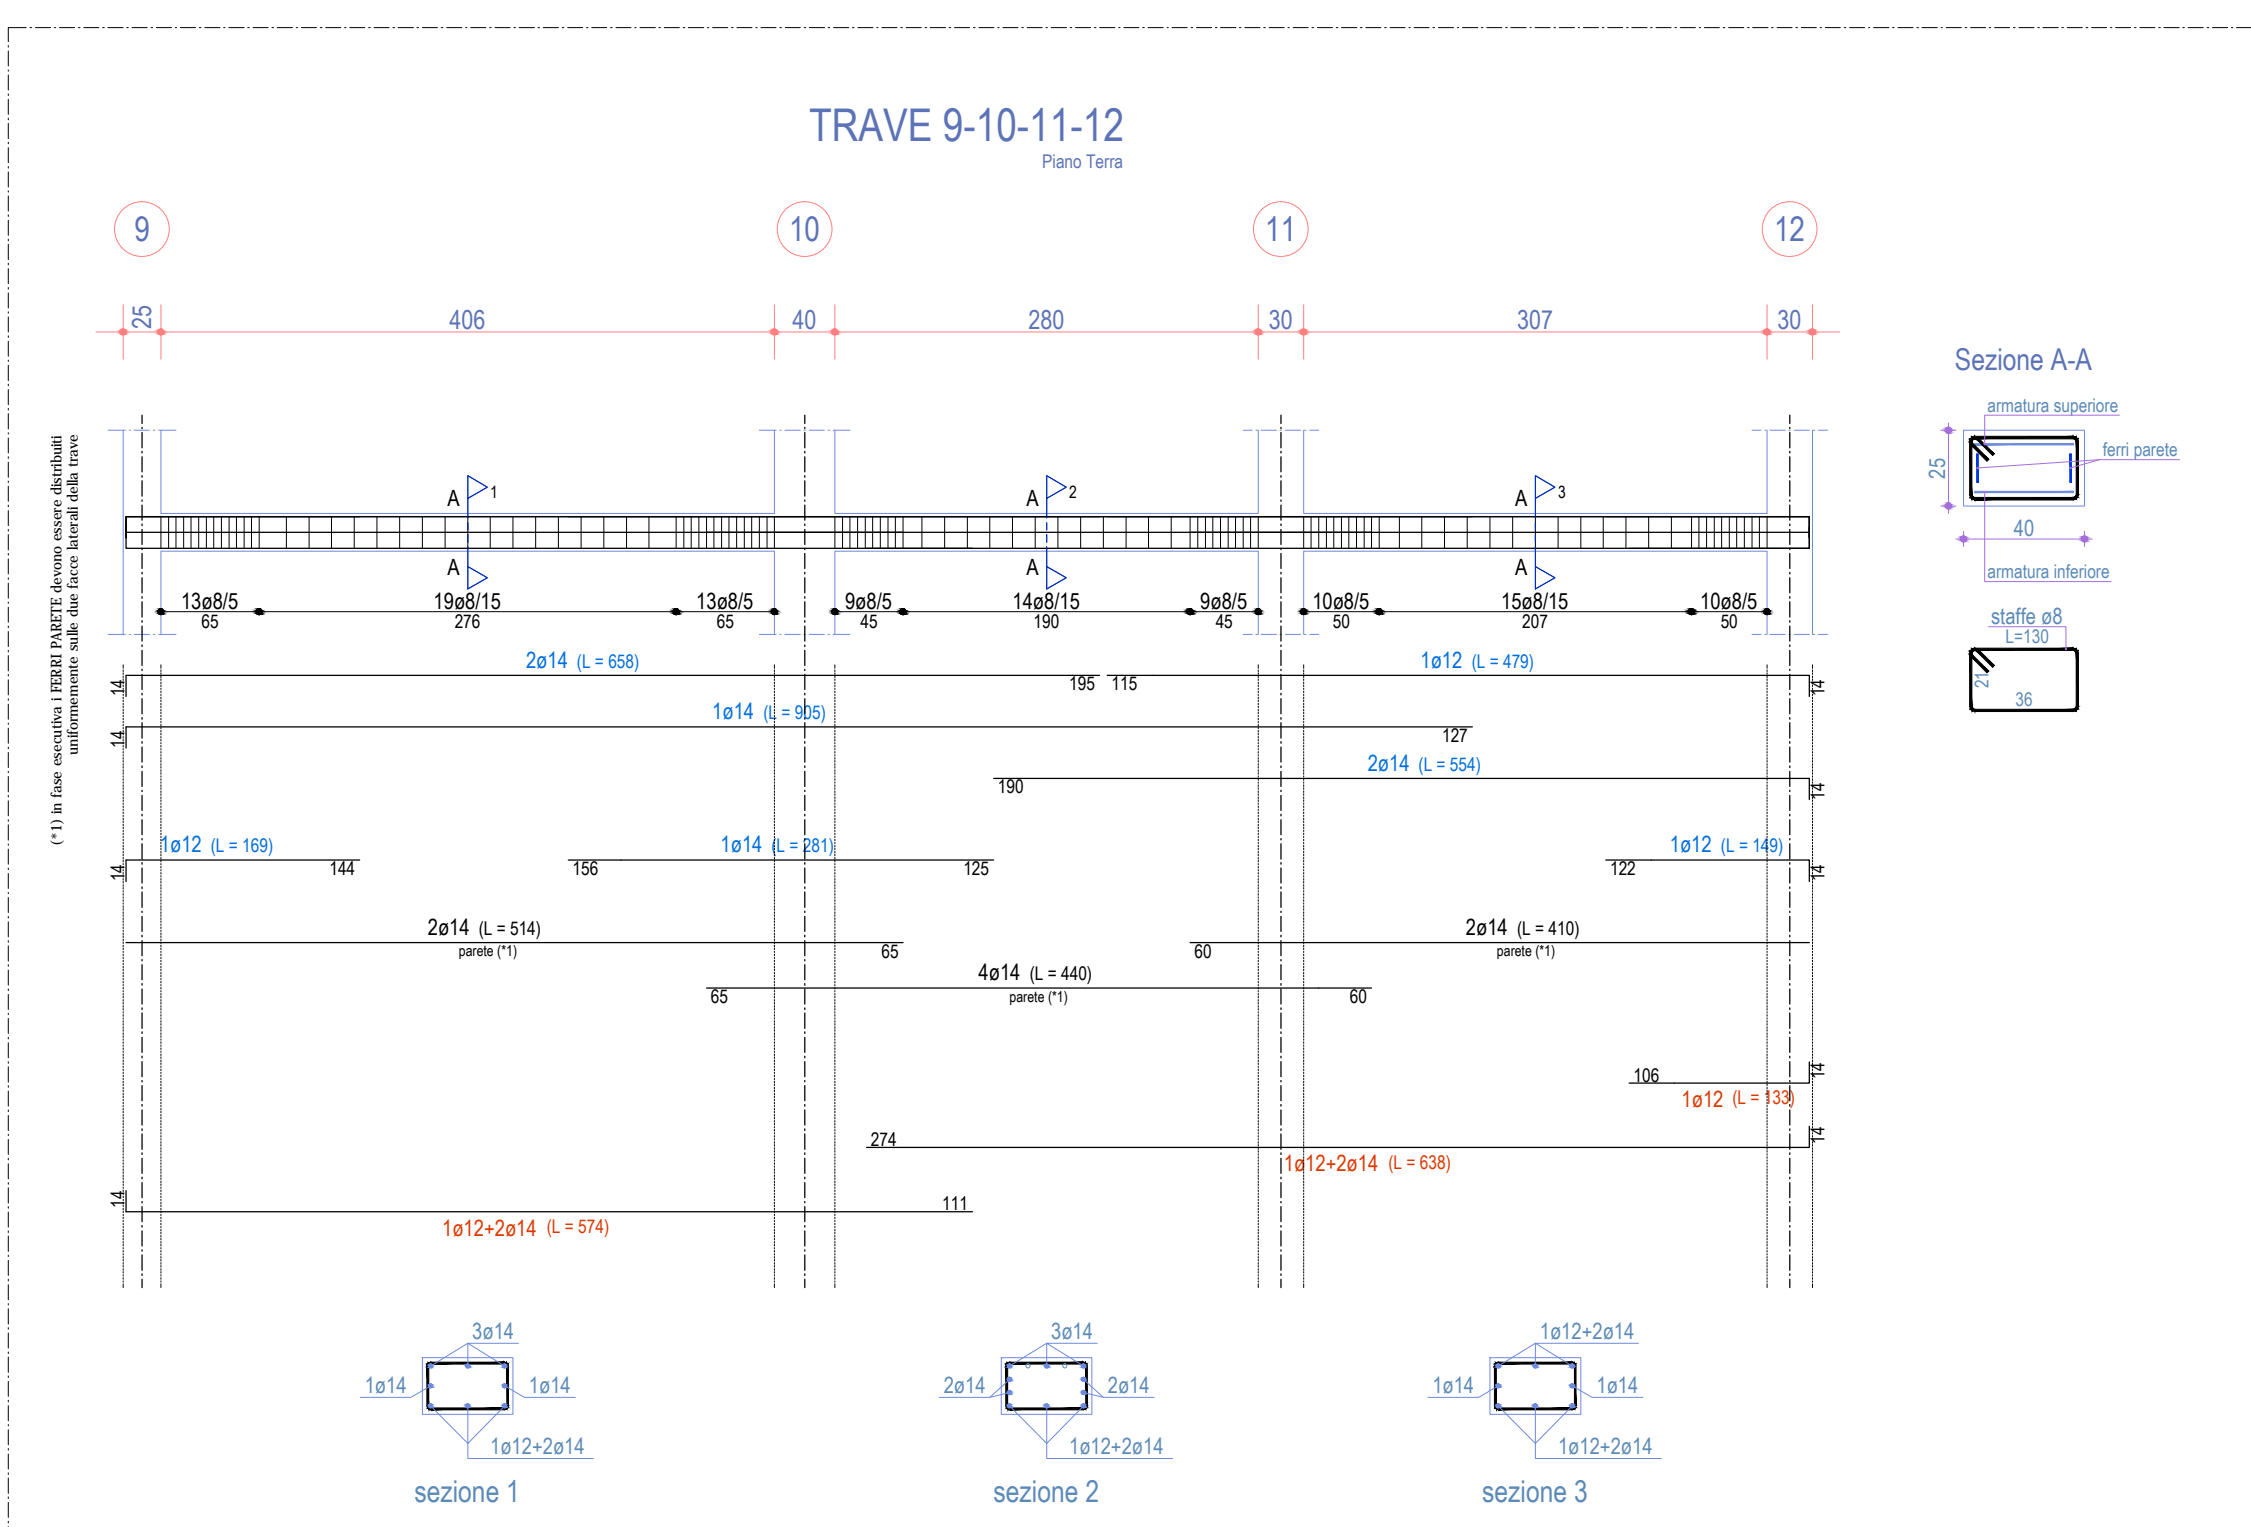 TRAVE 9-10-11-12
Piano Terra
9 10 11 12
25 406 40 280 30 307 30
Sezione A-A
armatura superiore
ferri parete
25
40
armatura inferiore
staffe ø8
L=130
21
36
(*1) in fase esecutiva i FERRI PARETE devono essere distribuiti
uniformemente sulle due facce laterali della trave
A 1 A 2 A 3
A A A
13ø8/5 19ø8/15 13ø8/5 9ø8/5 14ø8/15 9ø8/5 10ø8/5 15ø8/15 10ø8/5
65 276 65 45 190 45 50 207 50
2ø14 (L = 658) 1ø12 (L = 479)
14 195 115 14
1ø14 (L = 905)
14 127
2ø14 (L = 554)
190 14
1ø12 (L = 169) 1ø14 (L = 281) 1ø12 (L = 149)
14 144 156 125 122 14
2ø14 (L = 514) 2ø14 (L = 410)
parete (*1) 65 60 parete (*1)
4ø14 (L = 440)
65 parete (*1) 60
106 14
1ø12 (L = 133)
274 14
1ø12+2ø14 (L = 638)
14 111
1ø12+2ø14 (L = 574)
3ø14 3ø14 1ø12+2ø14
1ø14 1ø14 2ø14 2ø14 1ø14 1ø14
1ø12+2ø14 1ø12+2ø14 1ø12+2ø14
sezione 1 sezione 2 sezione 3